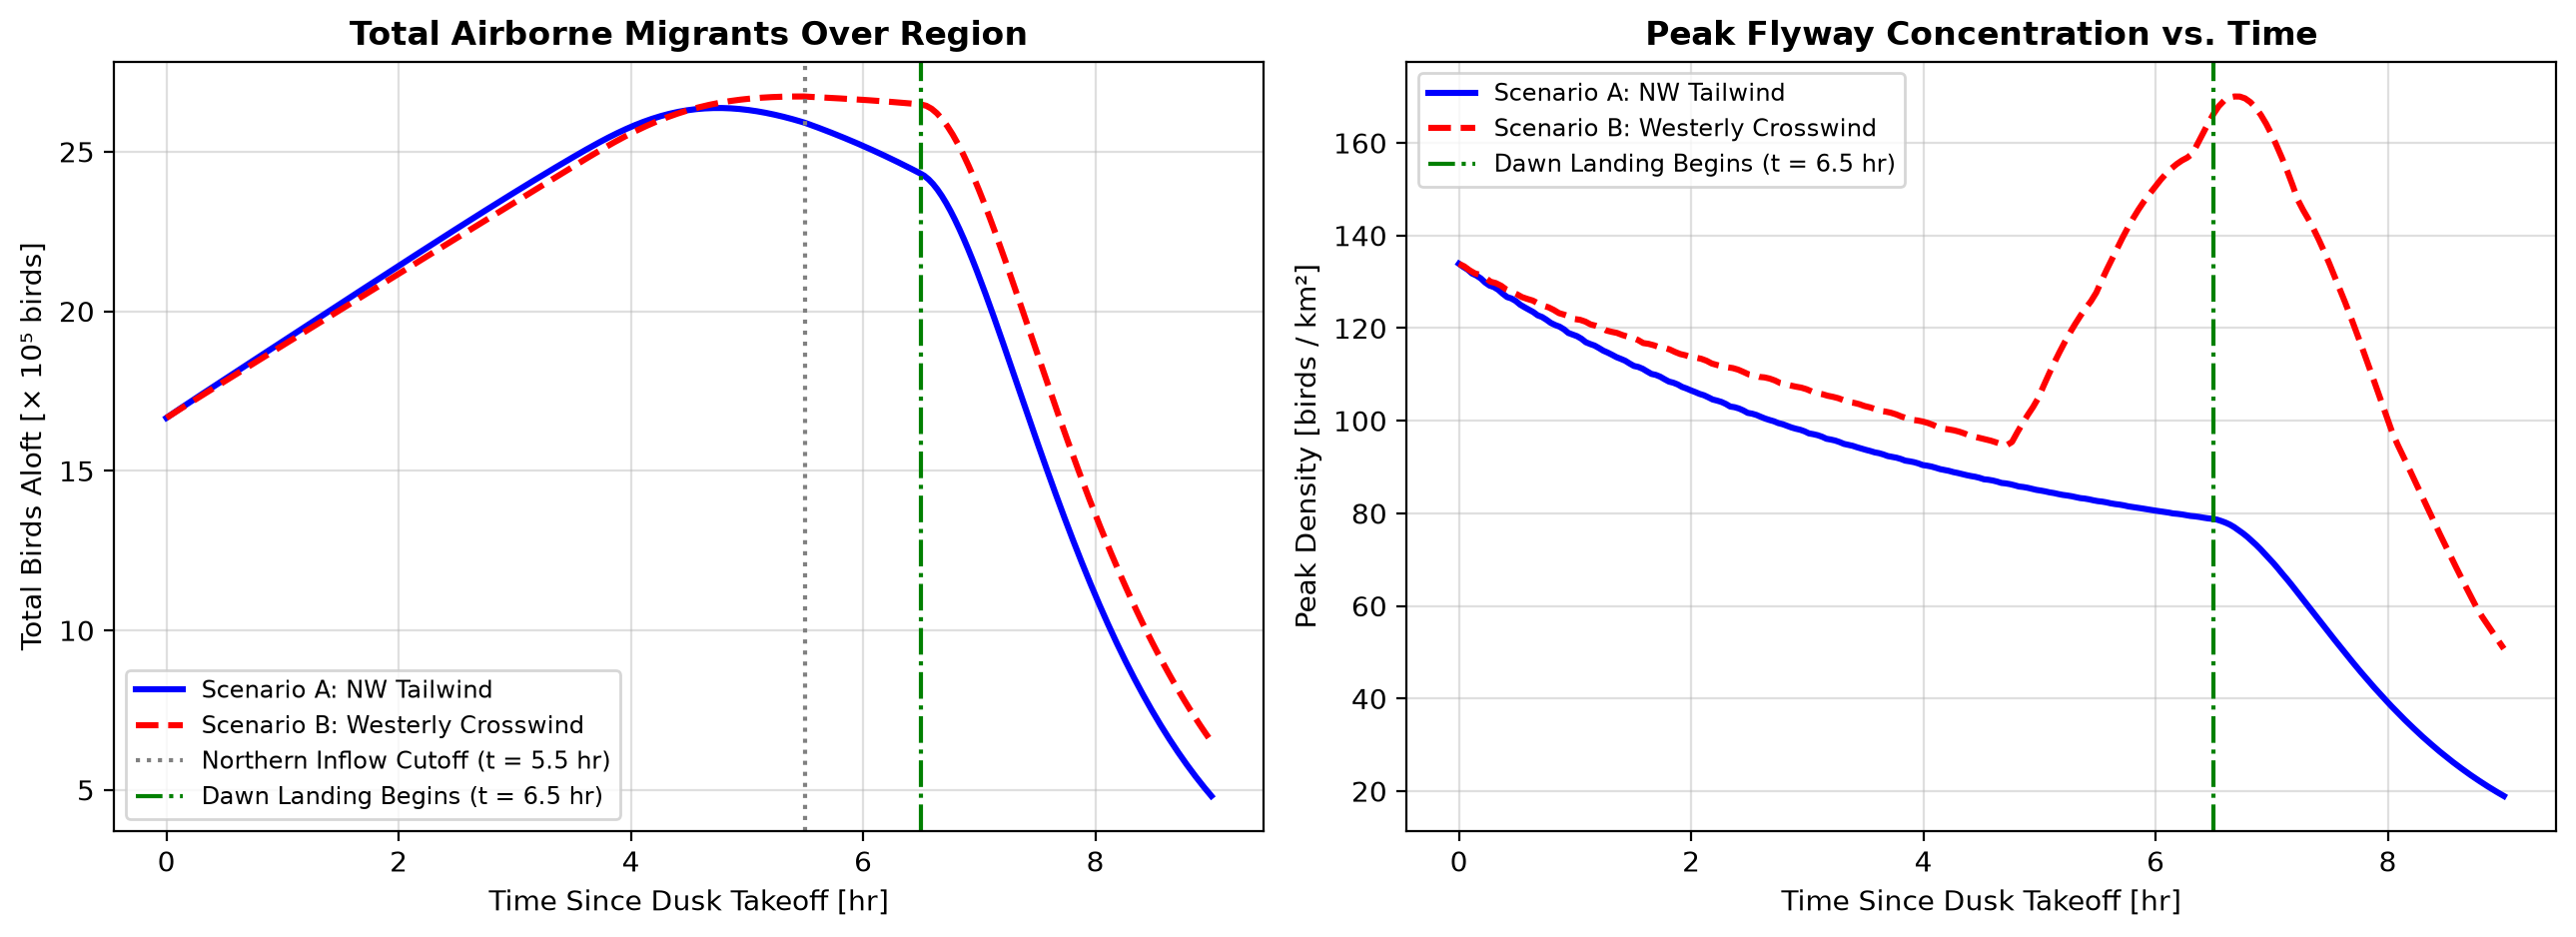 Total Airborne Migrants Over Region
Total Birds Aloft [× 10⁵ birds]
25
20
15
10
5
Scenario A: NW Tailwind
Scenario B: Westerly Crosswind
Northern Inflow Cutoff (t = 5.5 hr)
Dawn Landing Begins (t = 6.5 hr)
0 2 4 6 8
Time Since Dusk Takeoff [hr]
Peak Flyway Concentration vs. Time
Scenario A: NW Tailwind
Scenario B: Westerly Crosswind
Dawn Landing Begins (t = 6.5 hr)
Peak Density [birds / km²]
160
140
120
100
80
60
40
20
0 2 4 6 8
Time Since Dusk Takeoff [hr]